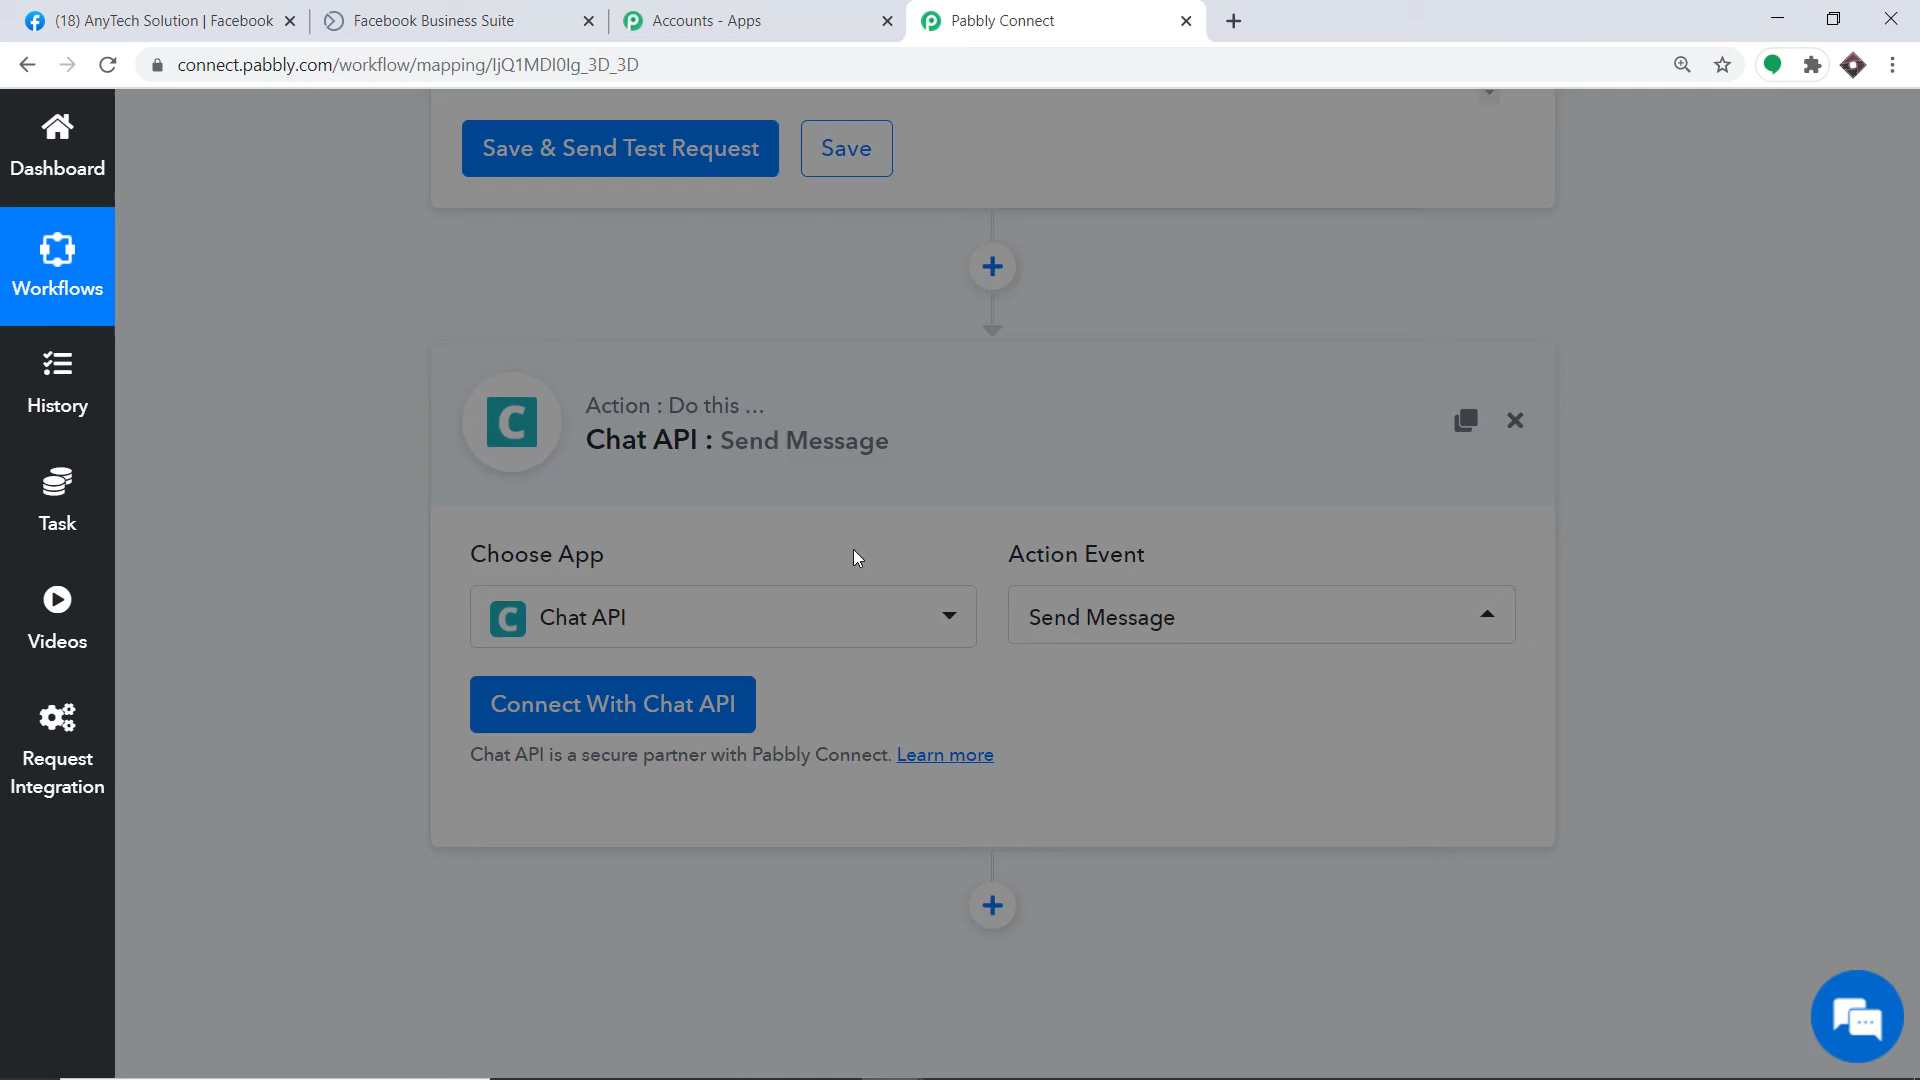 (18) AnyTech Solution | Facebook
Facebook Business Suite
Accounts - Apps
Pabbly Connect
connect.pabbly.com/workflow/mapping/IjQ1MDI0Ig_3D_3D
Dashboard
Workflows
History
Task
Videos
Request
Integration
Save & Send Test Request
Save
Action : Do this ...
Chat API : Send Message
Choose App
Action Event
Chat API
Send Message
Connect With Chat API
Chat API is a secure partner with Pabbly Connect. Learn more